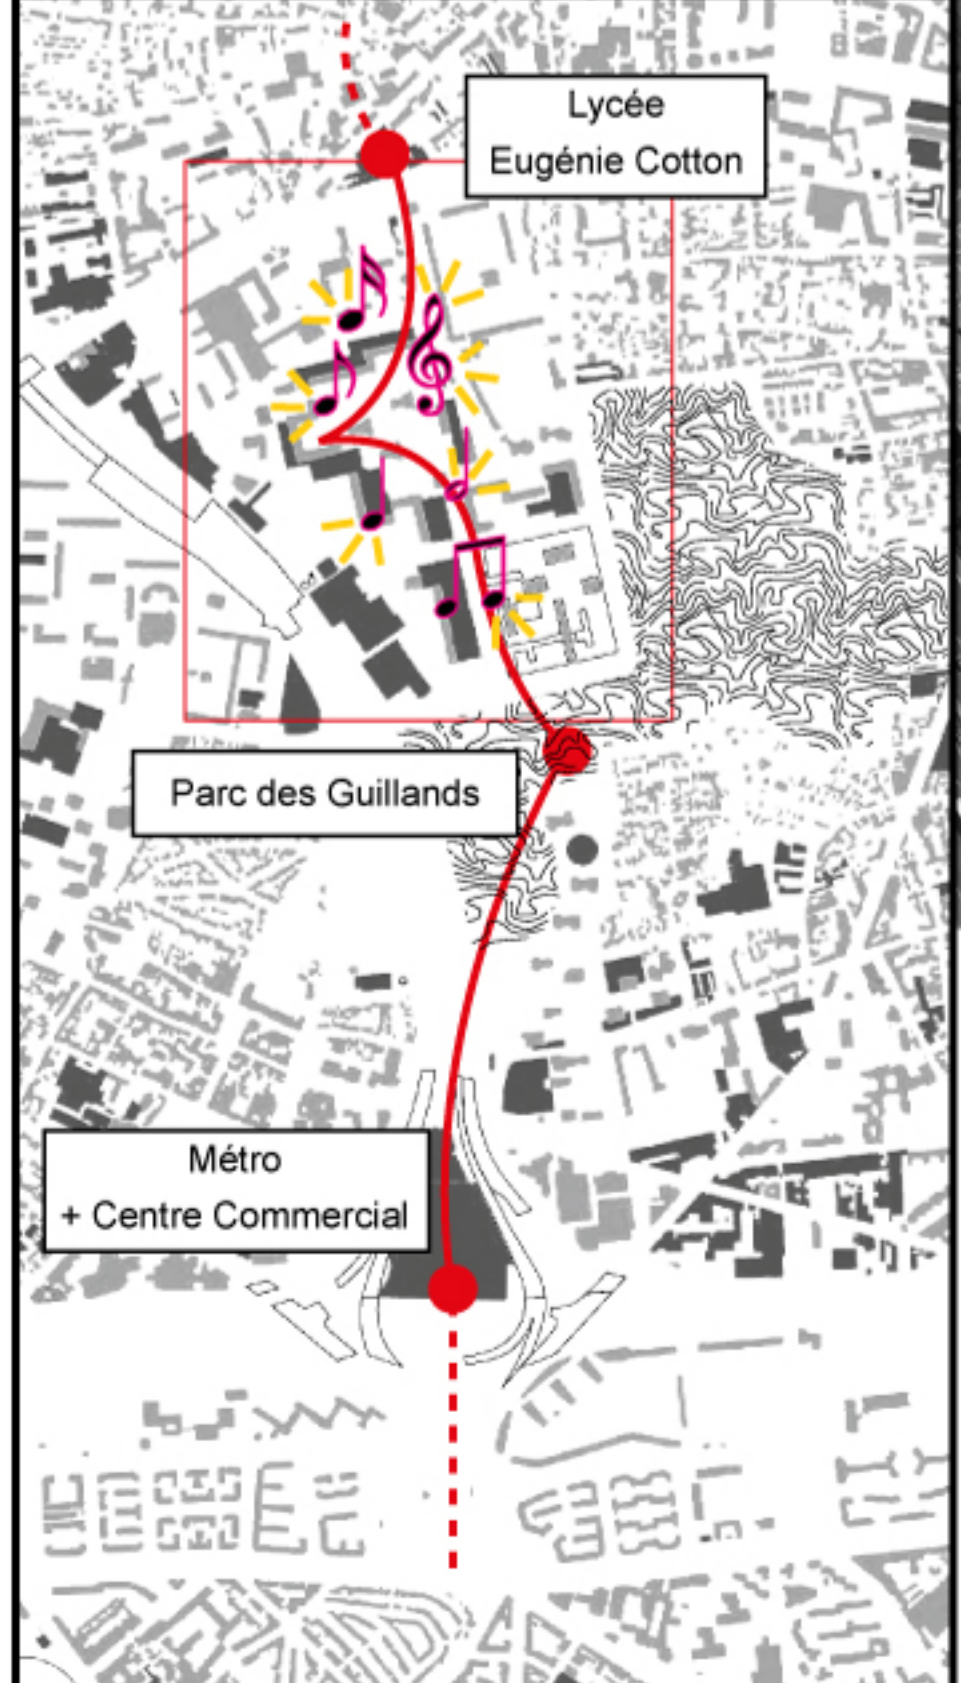 Lycée
Eugénie Cotton
Parc des Guillands
Métro
+ Centre Commercial